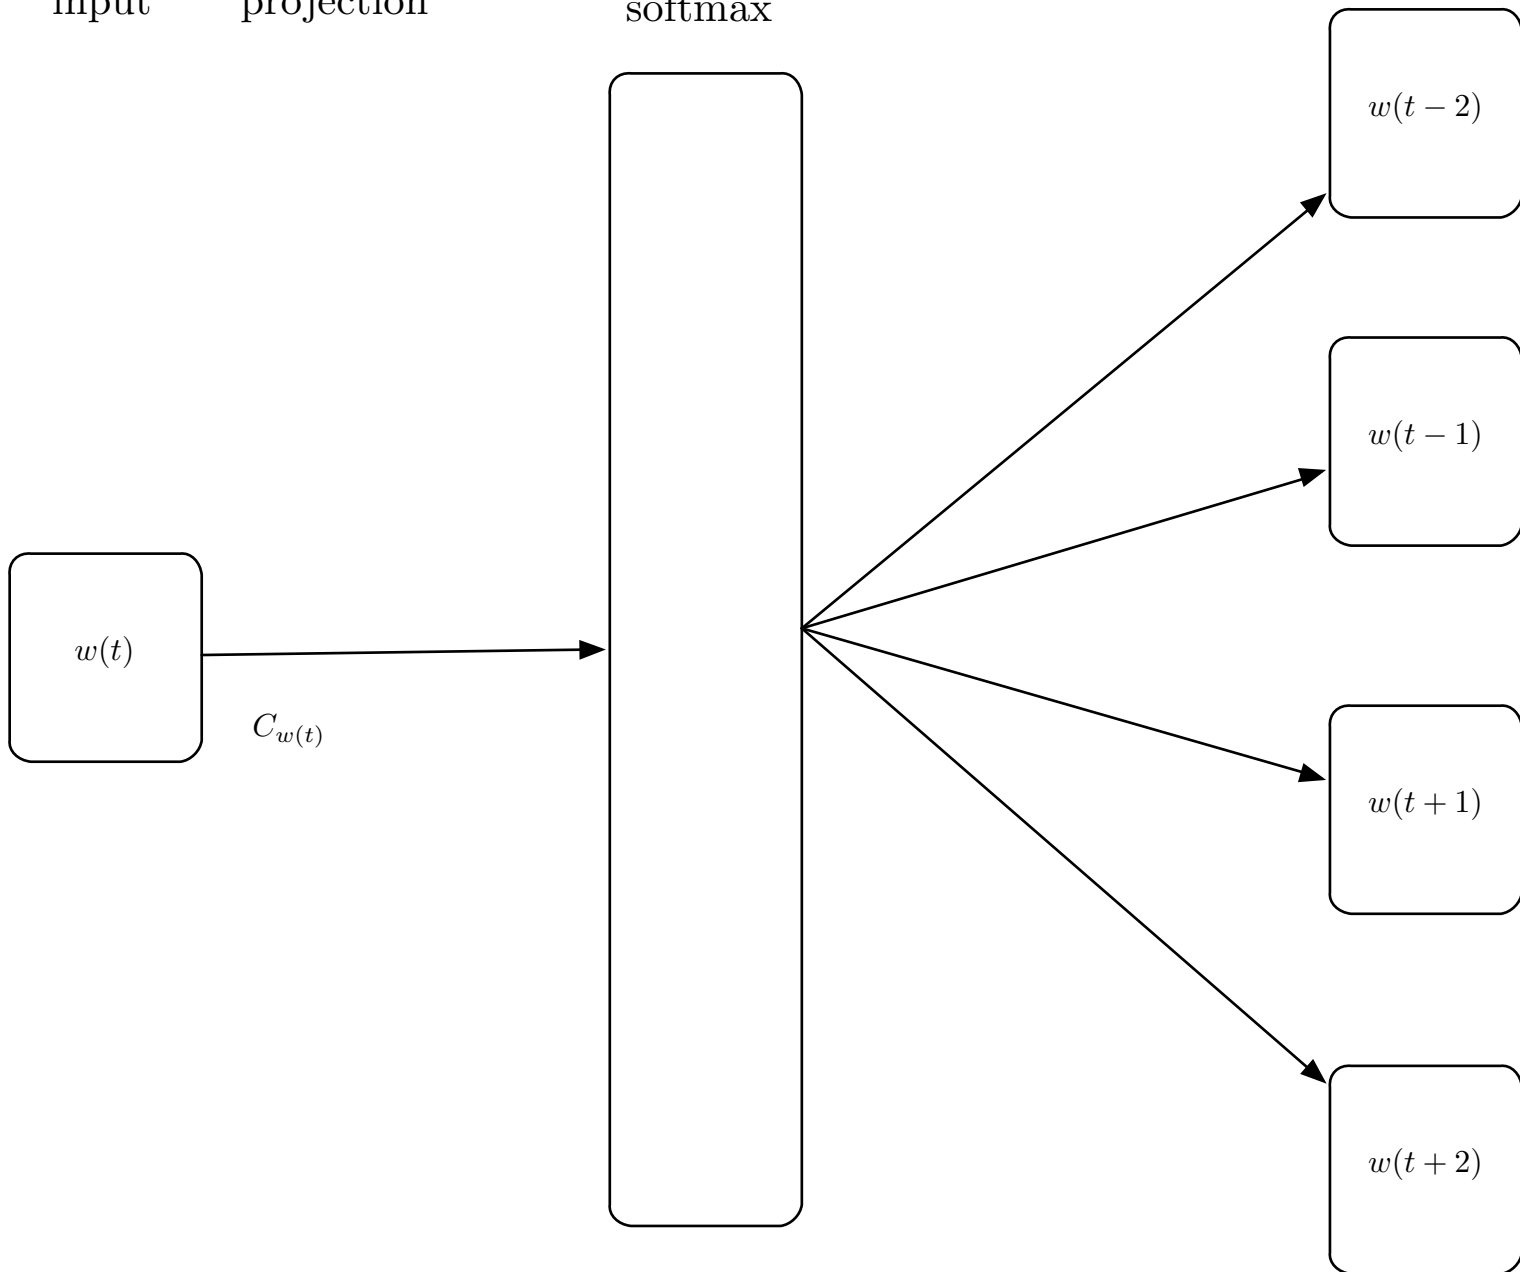 input projection softmax
w(t − 2)
w(t − 1)
w(t)
C_{w(t)}
w(t + 1)
w(t + 2)